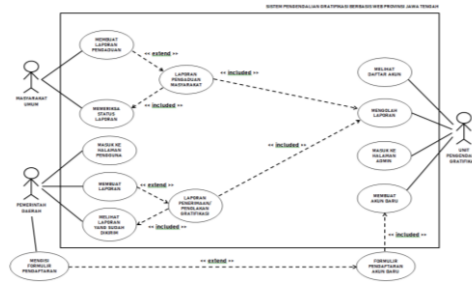 SISTEM PENGENDALIAN GRATIFIKASI BERBASIS WEB PROVINSI JAWA TENGAH
MEMBUAT
LAPORAN
PENGADUAN
<< extend >>
LAPORAN
PENGADUAN
MASYARAKAT
<< included >>
MELIHAT
DAFTAR AKUN
MASYARAKAT
UMUM
MENERIMA
STATUS
LAPORAN
<< included >>
MENGOLAH
LAPORAN
UNIT
PENGENDALI
GRATIFIKASI
MASUK KE
HALAMAN
PENGGUNA
<< included >>
MASUK KE
HALAMAN
ADMIN
PEMERINTAH
DAERAH
MEMBUAT
LAPORAN
<< extend >>
LAPORAN
PENERIMAAN/
PENOLAKAN
GRATIFIKASI
MEMBUAT
AKUN BARU
MELIHAT
LAPORAN
YANG SUDAH
DIKIRIM
<< included >>
<< included >>
MENGISI
FORMULIR
PENDAFTARAN
<< extend >>
FORMULIR
PENDAFTARAN
AKUN BARU